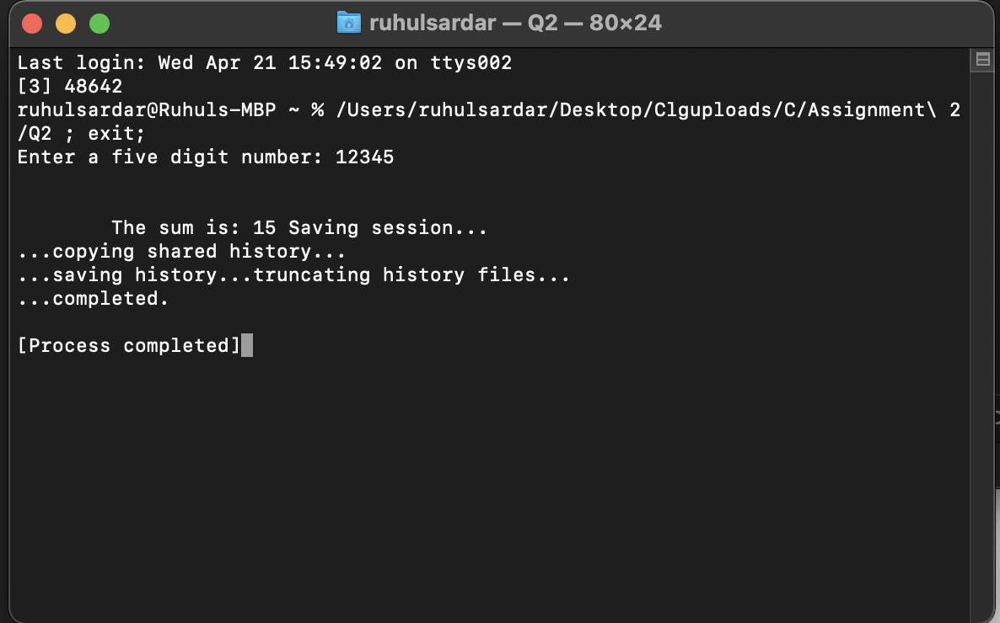 ruhulsardar — Q2 — 80×24
Last login: Wed Apr 21 15:49:02 on ttys002
[3] 48642
ruhulsardar@Ruhuls-MBP ~ % /Users/ruhulsardar/Desktop/Clguploads/C/Assignment\ 2
/Q2 ; exit;
Enter a five digit number: 12345
The sum is: 15 Saving session...
...copying shared history...
...saving history...truncating history files...
...completed.
[Process completed]